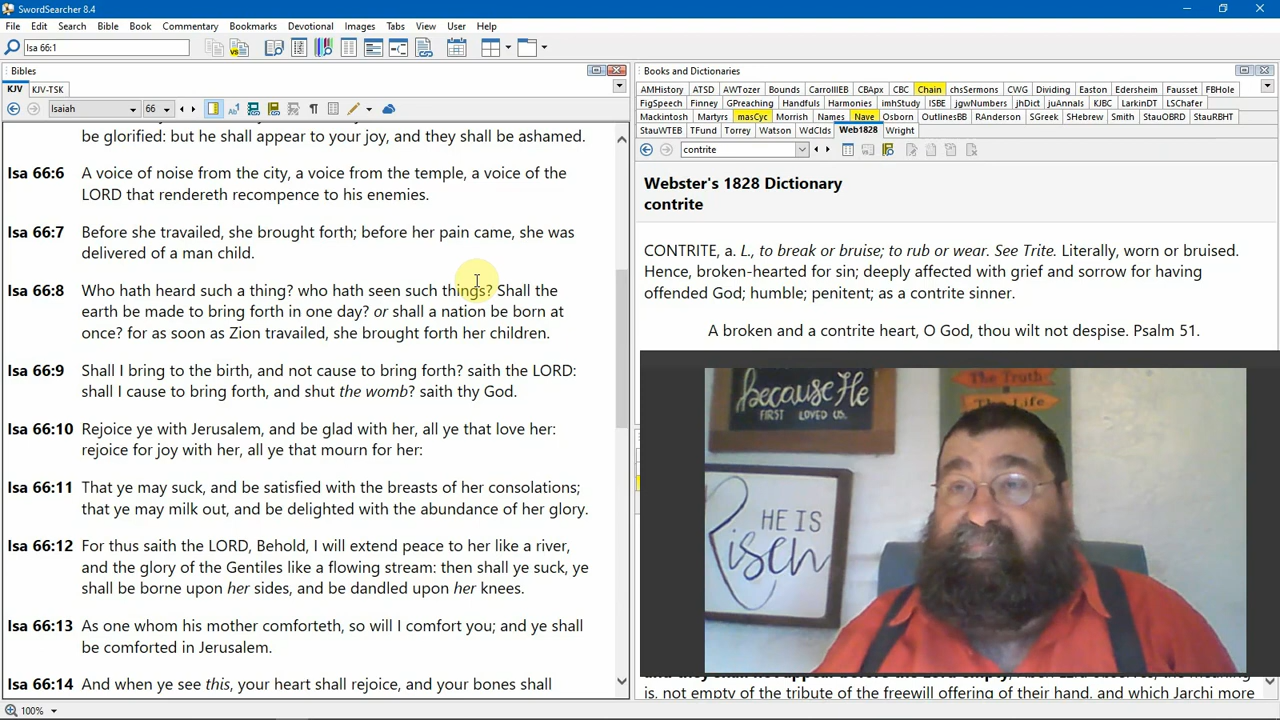 SwordSearcher 8.4
File Edit Search Bible Book Commentary Bookmarks Devotional Images Tabs View User Help
Isa 66:1
VS
Bibles
KJV KJV-TSK
Isaiah 66
be glorified: but he shall appear to your joy, and they shall be ashamed.
Isa 66:6 A voice of noise from the city, a voice from the temple, a voice of the
LORD that rendereth recompence to his enemies.
Isa 66:7 Before she travailed, she brought forth; before her pain came, she was
delivered of a man child.
Isa 66:8 Who hath heard such a thing? who hath seen such things? Shall the
earth be made to bring forth in one day? or shall a nation be born at
once? for as soon as Zion travailed, she brought forth her children.
Isa 66:9 Shall I bring to the birth, and not cause to bring forth? saith the LORD:
shall I cause to bring forth, and shut the womb? saith thy God.
Isa 66:10 Rejoice ye with Jerusalem, and be glad with her, all ye that love her:
rejoice for joy with her, all ye that mourn for her:
Isa 66:11 That ye may suck, and be satisfied with the breasts of her consolations;
that ye may milk out, and be delighted with the abundance of her glory.
Isa 66:12 For thus saith the LORD, Behold, I will extend peace to her like a river,
and the glory of the Gentiles like a flowing stream: then shall ye suck, ye
shall be borne upon her sides, and be dandled upon her knees.
Isa 66:13 As one whom his mother comforteth, so will I comfort you; and ye shall
be comforted in Jerusalem.
Isa 66:14 And when ye see this, your heart shall rejoice, and your bones shall
100%
Books and Dictionaries
AMHistory ATSD AWTozer Bounds CarrollEB CBApx CBC Chain chsSermons CWG Dividing Easton Edersheim Fausset FBHole
FigSpeech Finney GPreaching Handfuls Harmonies imhStudy ISBE jgwNumbers jhDict juAnnals KJBC LarkinDT LSChafer
Mackintosh Martyrs masCyc Morrish Names Nave Osborn OutlinesBB RAnderson SGreek SHebrew Smith StauOBRD StauRBHT
StauWTEB TFund Torrey Watson WdClds Web1828 Wright
contrite
Webster's 1828 Dictionary
contrite
CONTRITE, a. L., to break or bruise; to rub or wear. See Trite. Literally, worn or bruised.
Hence, broken-hearted for sin; deeply affected with grief and sorrow for having
offended God; humble; penitent; as a contrite sinner.
A broken and a contrite heart, O God, thou wilt not despise. Psalm 51.
because He
FIRST LOVED US.
The Truth
The Life
HE IS
Risen
is, not empty of the tribute of the freewill offering of their hand, and which Jarchi more